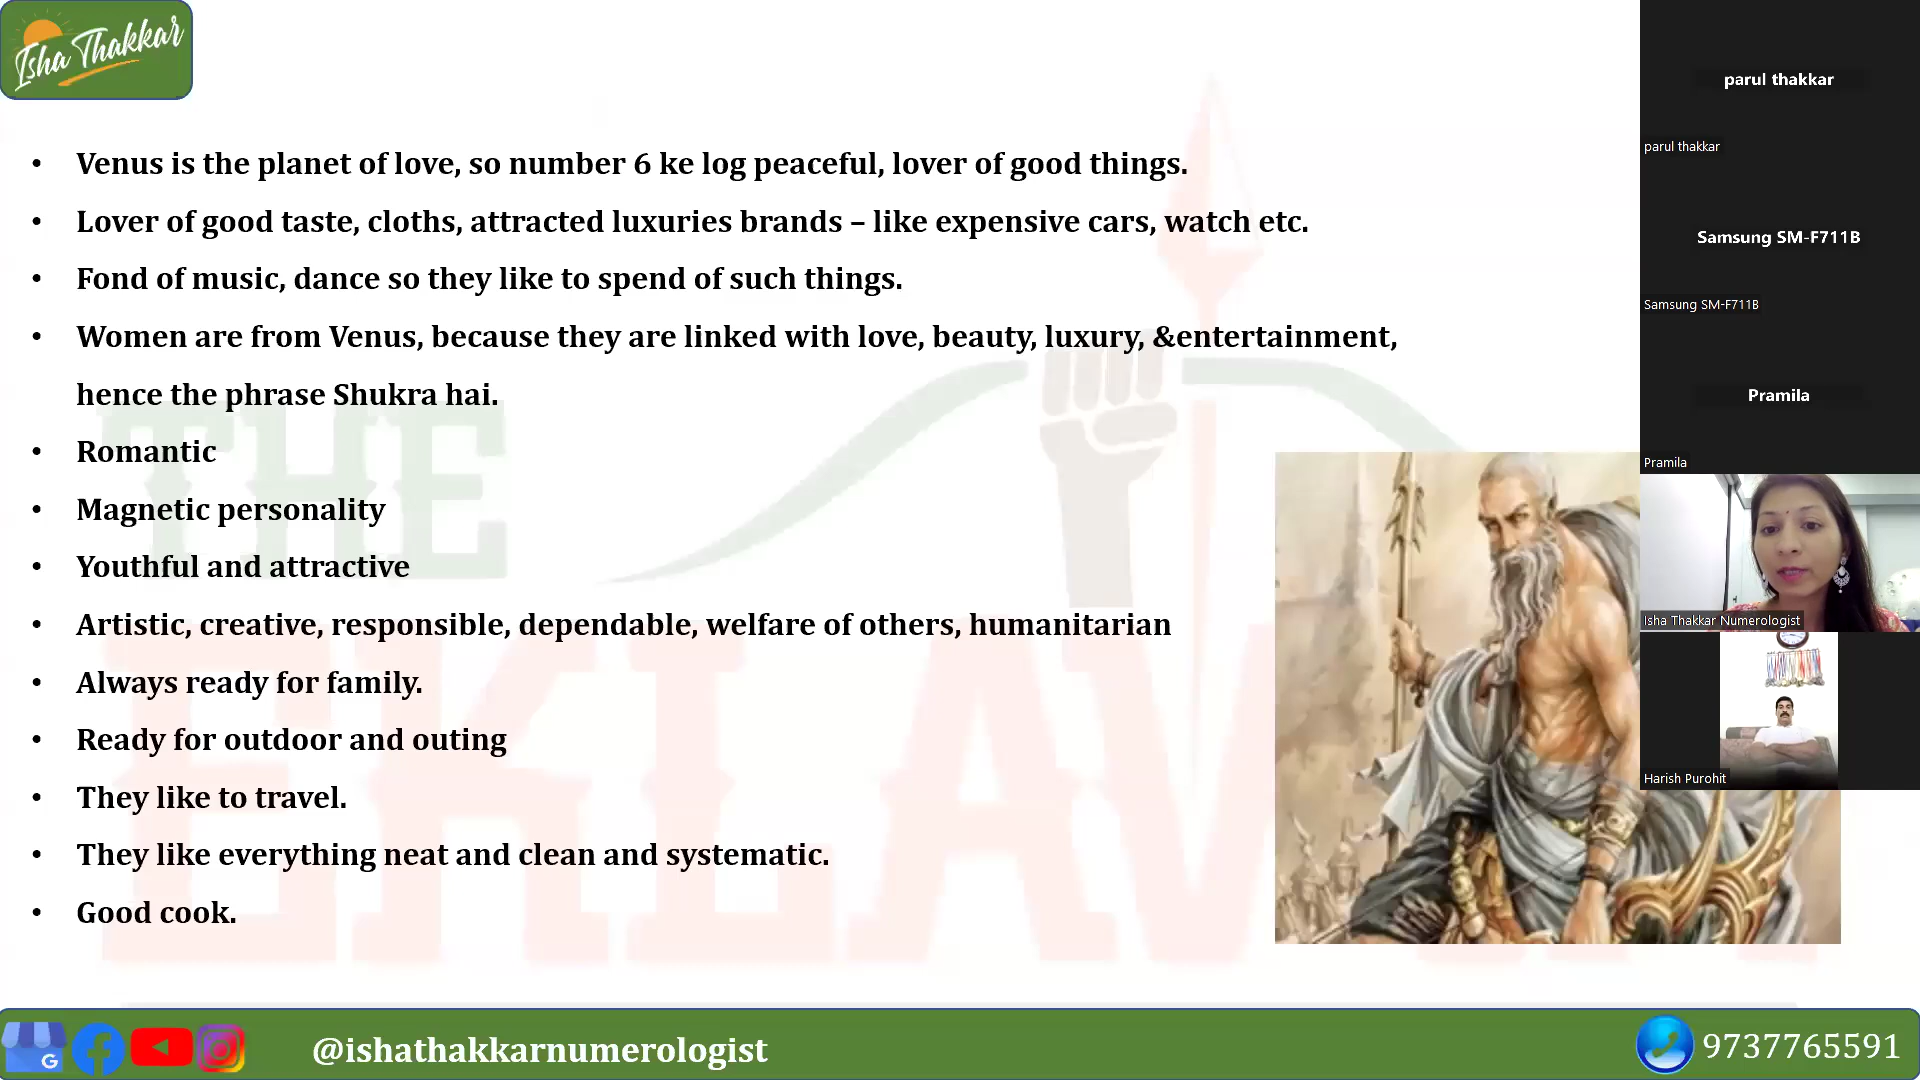 Isha Thakkar
• Venus is the planet of love, so number 6 ke log peaceful, lover of good things.
• Lover of good taste, cloths, attracted luxuries brands – like expensive cars, watch etc.
• Fond of music, dance so they like to spend of such things.
• Women are from Venus, because they are linked with love, beauty, luxury, &entertainment,
hence the phrase Shukra hai.
• Romantic
• Magnetic personality
• Youthful and attractive
• Artistic, creative, responsible, dependable, welfare of others, humanitarian
• Always ready for family.
• Ready for outdoor and outing
• They like to travel.
• They like everything neat and clean and systematic.
• Good cook.
THE
EKLAV
parul thakkar
parul thakkar
Samsung SM-F711B
Samsung SM-F711B
Pramila
Pramila
Isha Thakkar Numerologist
Harish Purohit
G
@ishathakkarnumerologist
9737765591